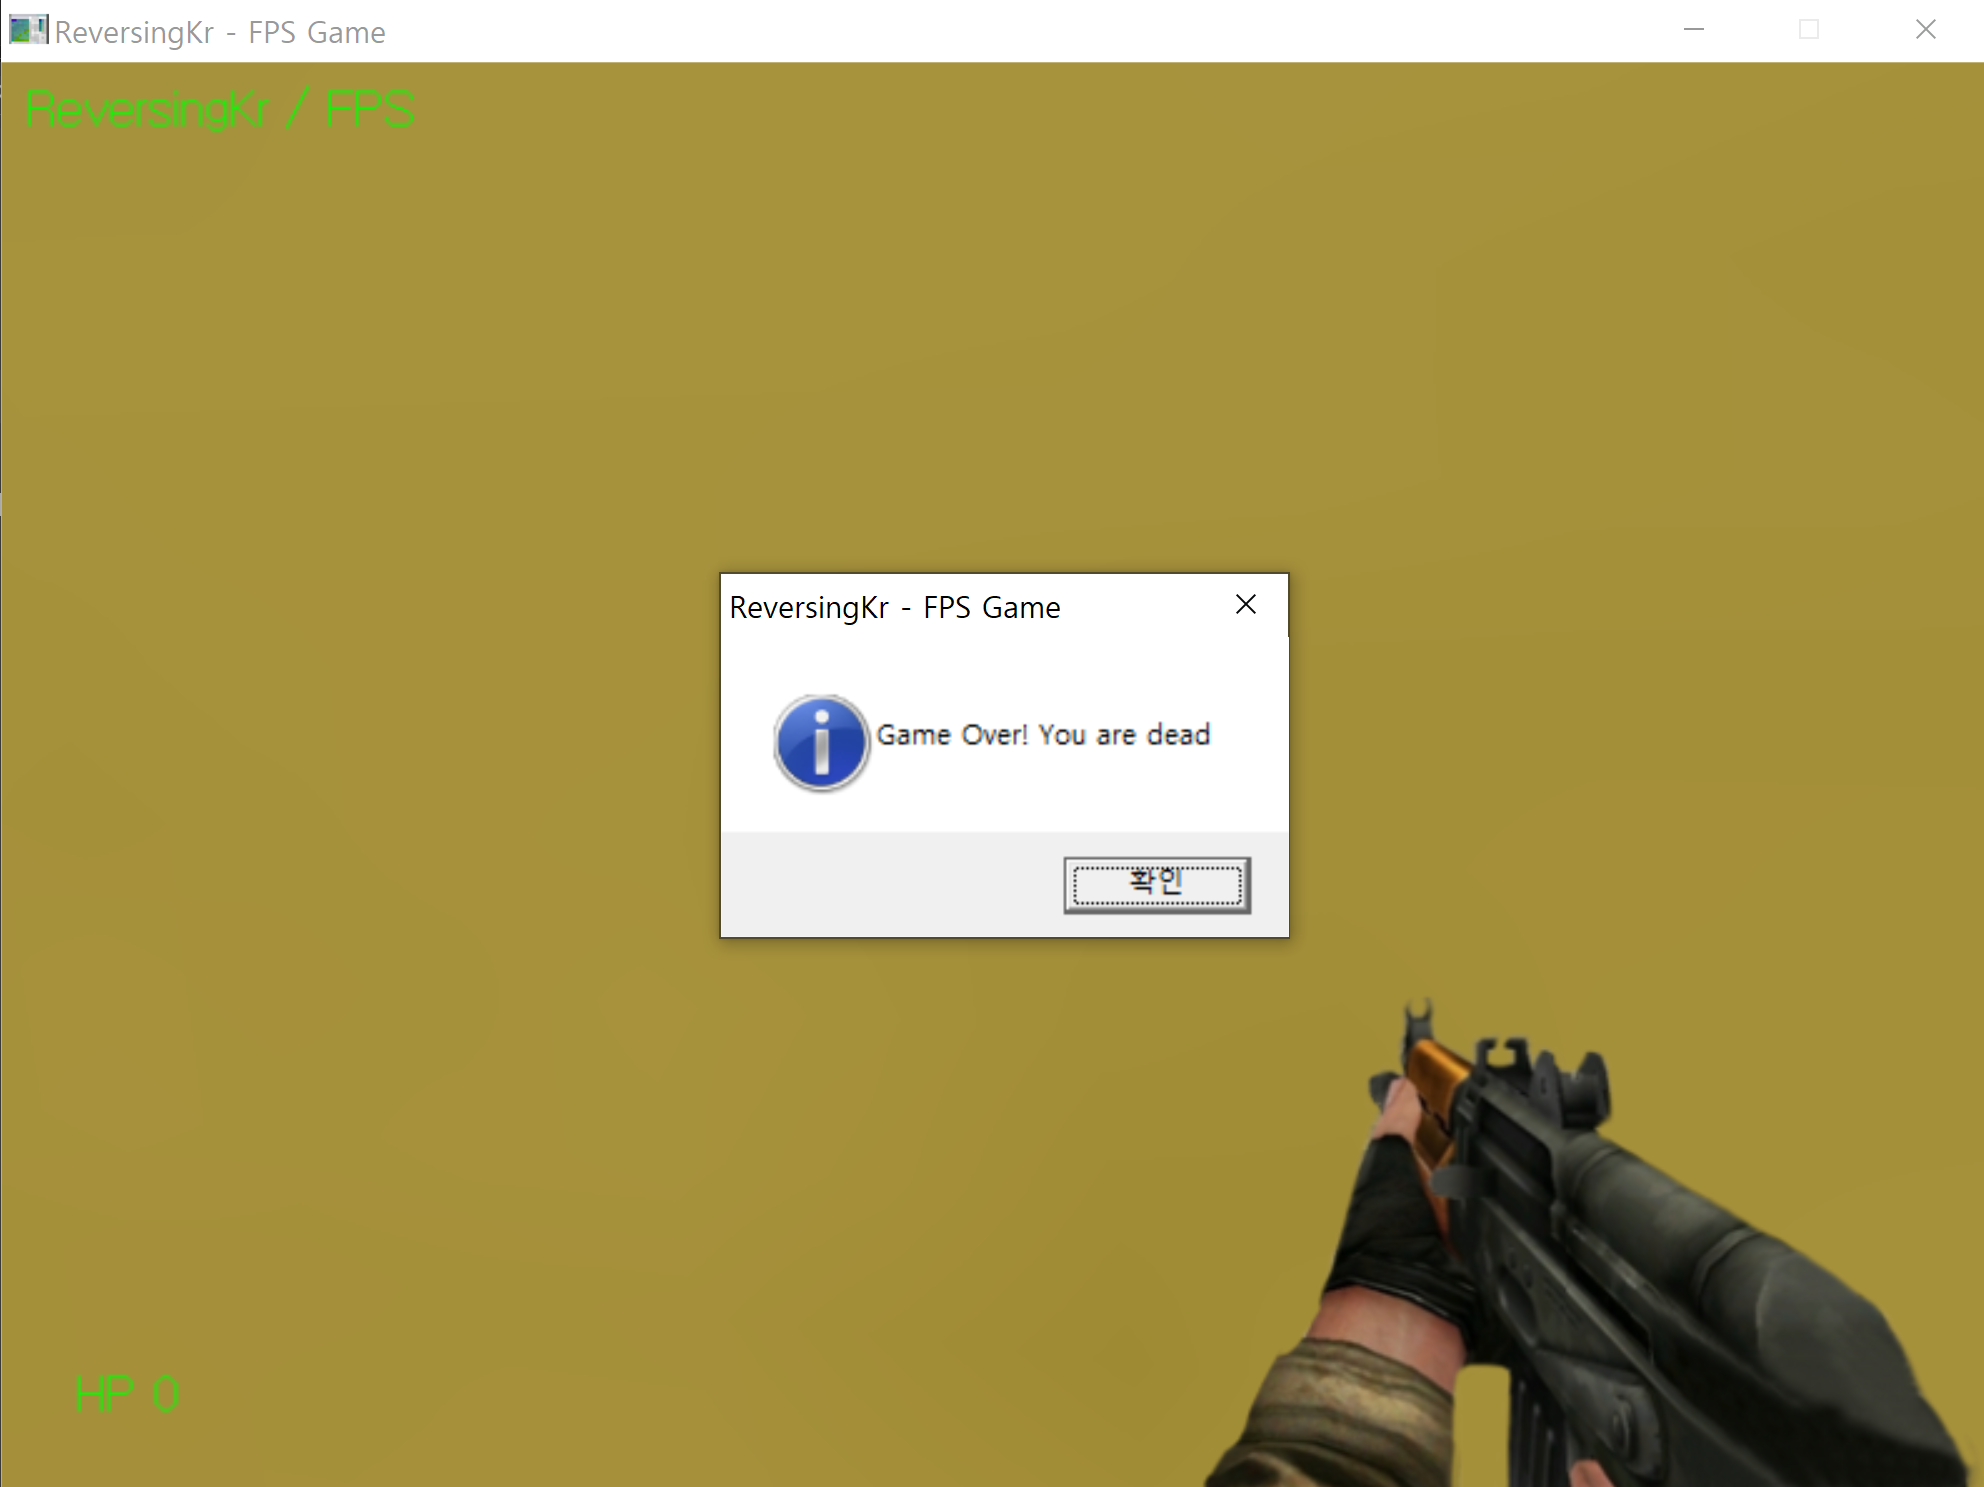 ReversingKr - FPS Game
ReversingKr / FPS
ReversingKr - FPS Game
Game Over! You are dead
확인
HP 0